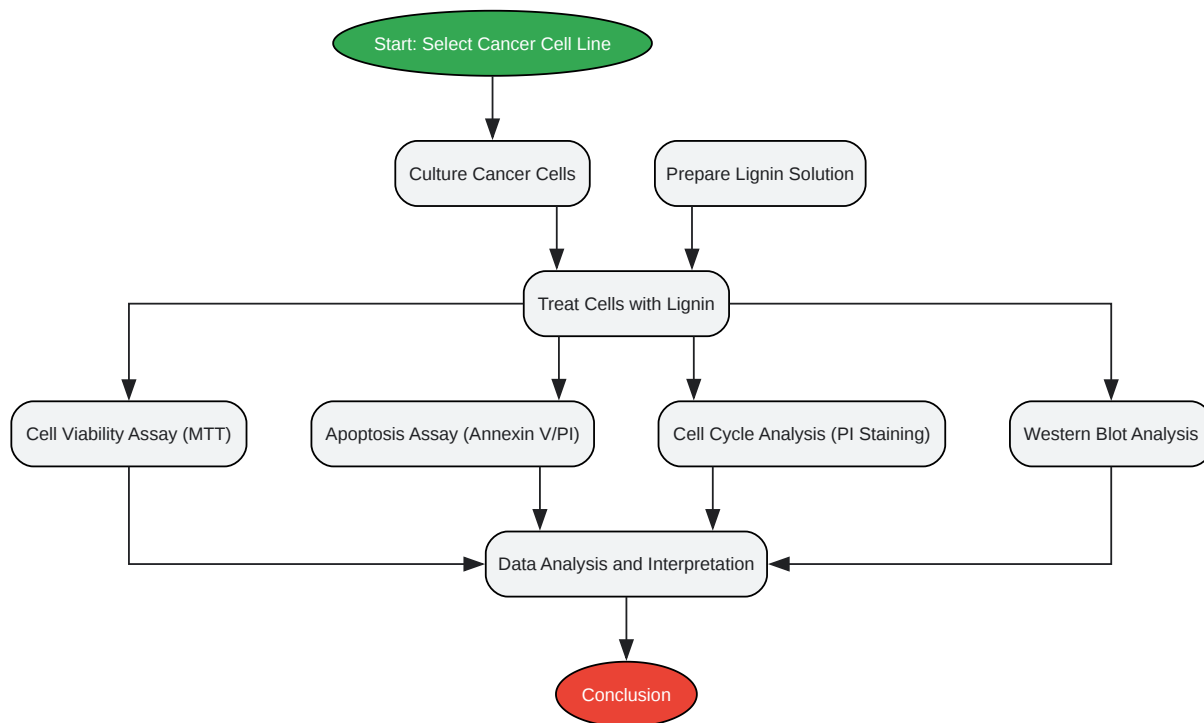 Start: Select Cancer Cell Line
Culture Cancer Cells
Prepare Lignin Solution
Treat Cells with Lignin
Cell Viability Assay (MTT)
Apoptosis Assay (Annexin V/PI)
Cell Cycle Analysis (PI Staining)
Western Blot Analysis
Data Analysis and Interpretation
Conclusion